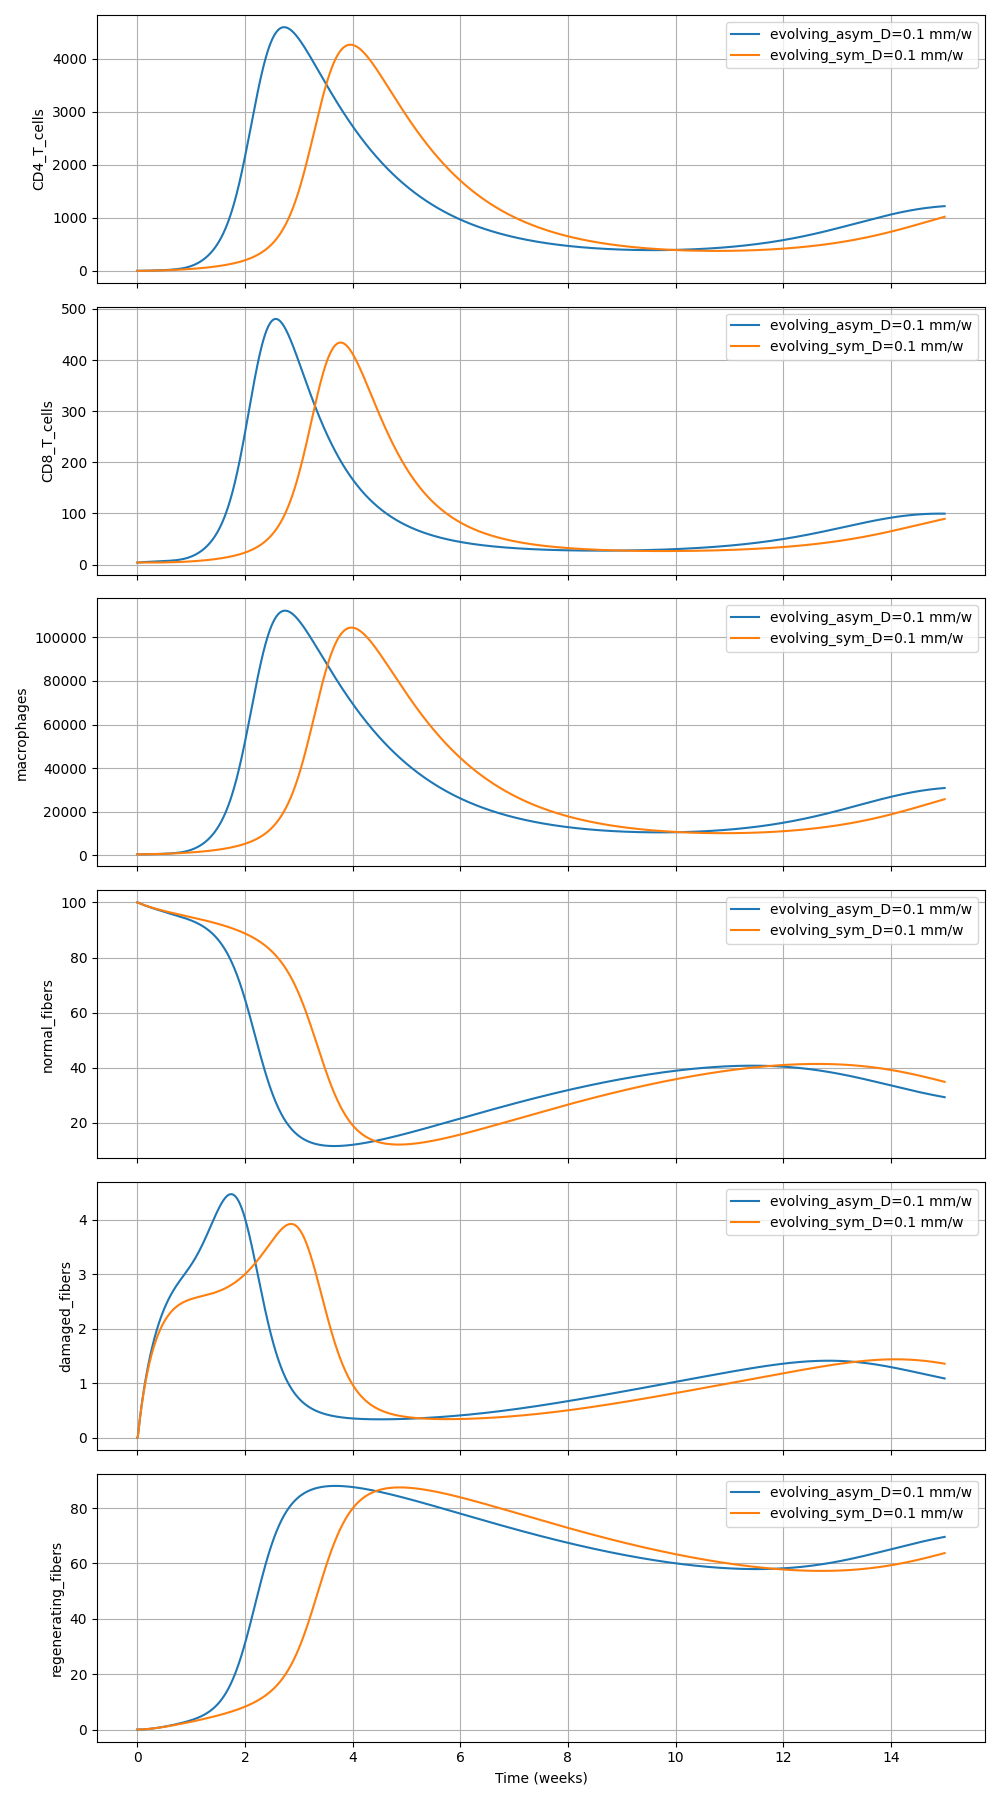 4000
3000
2000
1000
0
CD4_T_cells
evolving_asym_D=0.1 mm/w
evolving_sym_D=0.1 mm/w
500
400
300
200
100
0
CD8_T_cells
evolving_asym_D=0.1 mm/w
evolving_sym_D=0.1 mm/w
100000
80000
60000
40000
20000
0
macrophages
evolving_asym_D=0.1 mm/w
evolving_sym_D=0.1 mm/w
100
80
60
40
20
normal_fibers
evolving_asym_D=0.1 mm/w
evolving_sym_D=0.1 mm/w
4
3
2
1
0
damaged_fibers
evolving_asym_D=0.1 mm/w
evolving_sym_D=0.1 mm/w
80
60
40
20
0
regenerating_fibers
evolving_asym_D=0.1 mm/w
evolving_sym_D=0.1 mm/w
0 2 4 6 8 10 12 14
Time (weeks)